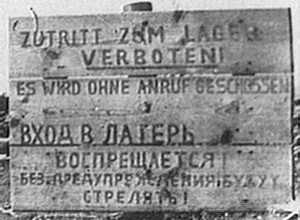 ZUTRITT ZUM LAGER
VERBOTEN!
ES WIRD OHNE ANRUF GESCHOSSEN
ВХОД В ЛАГЕРЬ
ВОСПРЕЩАЕТСЯ!
БЕЗ ПРЕДУПРЕЖДЕНИЯ БУДУТ
СТРЕЛЯТЬ!